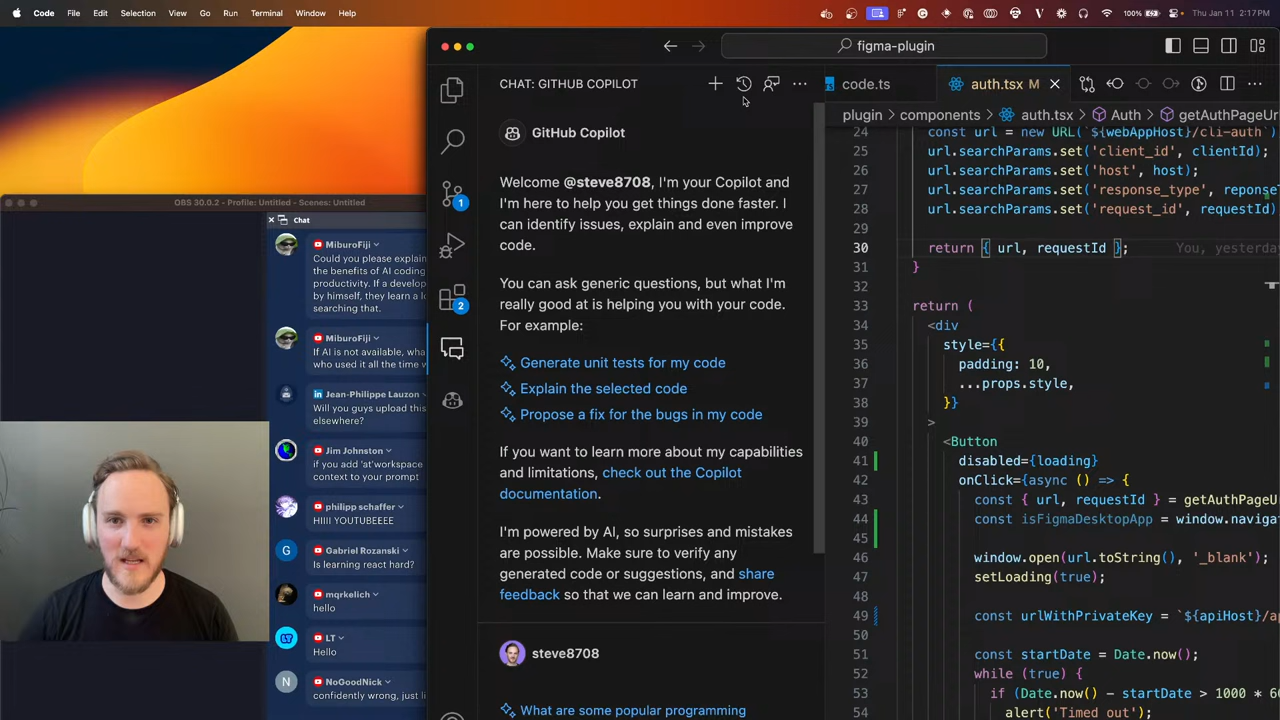 Code File Edit Selection View Go Run Terminal Window Help
100% Thu Jan 11 2:17PM
figma-plugin
OBS 30.0.2 - Profile: Untitled - Scenes: Untitled
Chat
MiburoFiji
Could you please explain
the benefits of AI coding
productivity. If a develop
by himself, they learn a lo
searching that.
MiburoFiji
If AI is not available, wha
who used it all the time w
Jean-Philippe Lauzon
Will you guys upload this
elsewhere?
Jim Johnston
if you add 'at'workspace
context to your prompt
philipp schaffer
HIIII YOUTUBEEEE
G
Gabriel Rozanski
Is learning react hard?
mqrkelich
hello
LT
Hello
N
NoGoodNick
confidently wrong, just li
1
2
CHAT: GITHUB COPILOT
GitHub Copilot
Welcome @steve8708, I'm your Copilot and
I'm here to help you get things done faster. I
can identify issues, explain and even improve
code.
You can ask generic questions, but what I'm
really good at is helping you with your code.
For example:
Generate unit tests for my code
Explain the selected code
Propose a fix for the bugs in my code
If you want to learn more about my capabilities
and limitations, check out the Copilot
documentation.
I'm powered by AI, so surprises and mistakes
are possible. Make sure to verify any
generated code or suggestions, and share
feedback so that we can learn and improve.
steve8708
What are some popular programming
code.ts
auth.tsx M
plugin > components > auth.tsx > Auth > getAuthPageUr
24 const url = new URL(`${webAppHost}/cli-auth`)
25 url.searchParams.set('client_id', clientId);
26 url.searchParams.set('host', host);
27 url.searchParams.set('response_type', reponse
28 url.searchParams.set('request_id', requestId)
29
30 return { url, requestId }; You, yesterda
31 }
32
33 return (
34 <div
35 style={{
36 padding: 10,
37 ...props.style,
38 }}
39 >
40 <Button
41 disabled={loading}
42 onClick={async () => {
43 const { url, requestId } = getAuthPageU
44 const isFigmaDesktopApp = window.naviga
45
46 window.open(url.toString(), '_blank');
47 setLoading(true);
48
49 const urlWithPrivateKey = `${apiHost}/ap
50
51 const startDate = Date.now();
52 while (true) {
53 if (Date.now() - startDate > 1000 * 60
54 alert('Timed out');